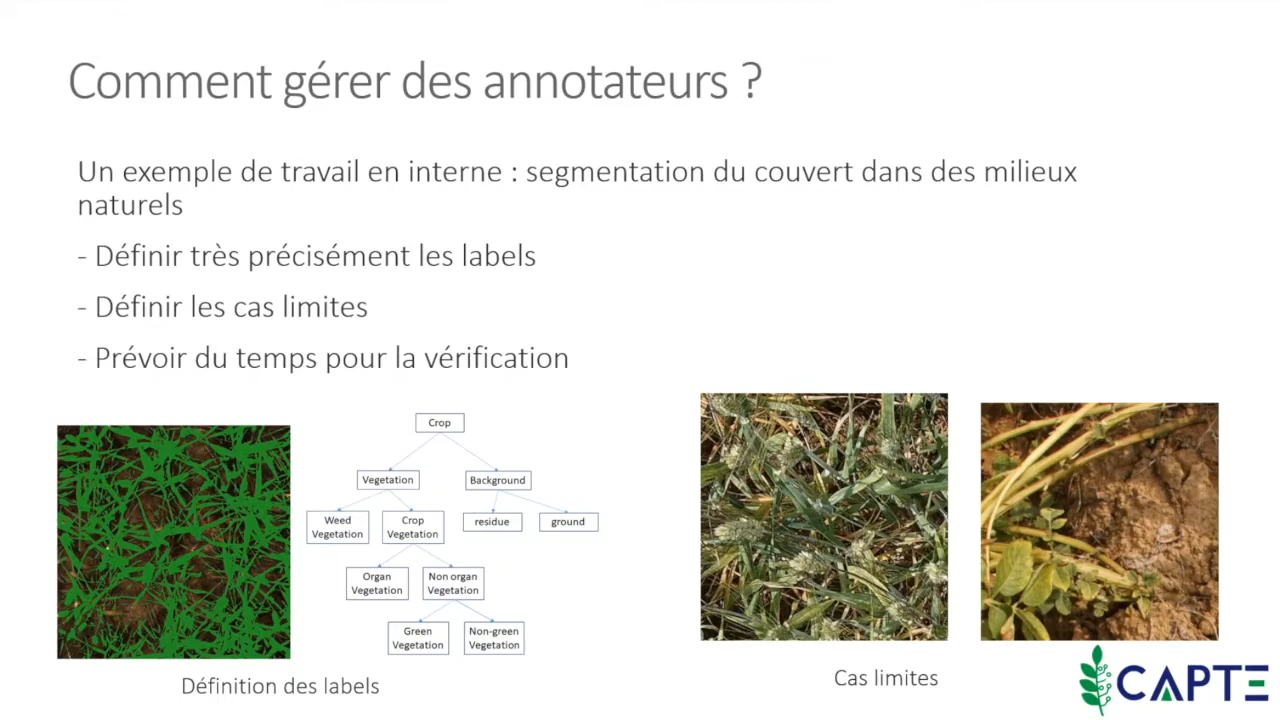 Comment gérer des annotateurs ?
Un exemple de travail en interne : segmentation du couvert dans des milieux
naturels
- Définir très précisément les labels
- Définir les cas limites
- Prévoir du temps pour la vérification
Crop
Vegetation
Background
Weed
Vegetation
Crop
Vegetation
residue
ground
Organ
Vegetation
Non organ
Vegetation
Green
Vegetation
Non-green
Vegetation
Définition des labels
Cas limites
CAPTE